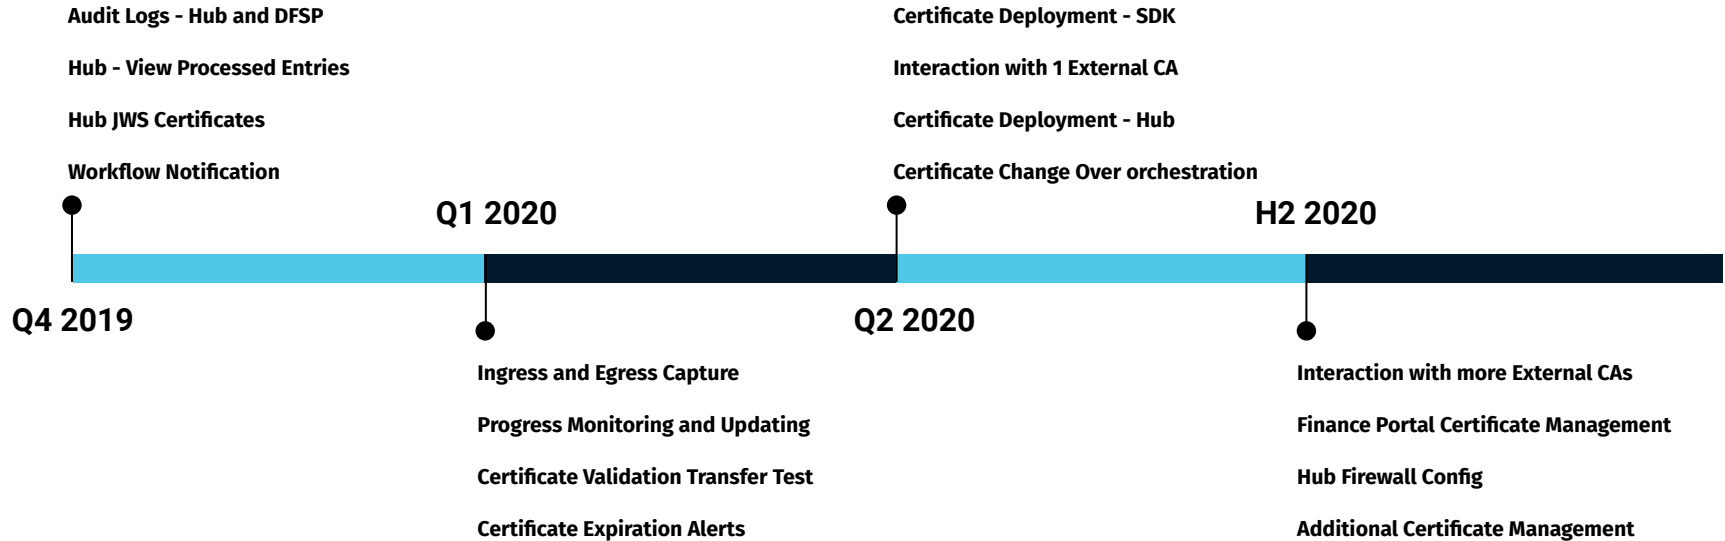 Audit Logs - Hub and DFSP
Hub - View Processed Entries
Hub JWS Certificates
Workflow Notification
Q4 2019
Q1 2020
Ingress and Egress Capture
Progress Monitoring and Updating
Certificate Validation Transfer Test
Certificate Expiration Alerts
Certificate Deployment - SDK
Interaction with 1 External CA
Certificate Deployment - Hub
Certificate Change Over orchestration
Q2 2020
H2 2020
Interaction with more External CAs
Finance Portal Certificate Management
Hub Firewall Config
Additional Certificate Management